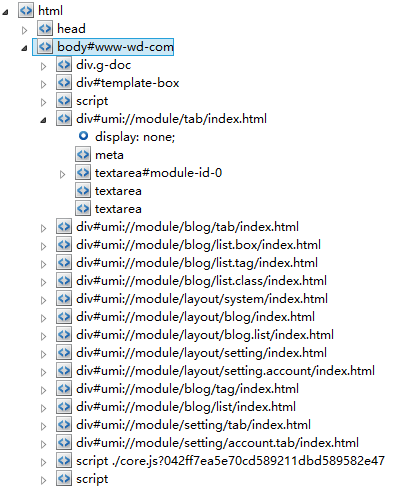 html
head
body#www-wd-com
div.g-doc
div#template-box
script
div#umi://module/tab/index.html
display: none;
meta
textarea#module-id-0
textarea
textarea
div#umi://module/blog/tab/index.html
div#umi://module/blog/list.box/index.html
div#umi://module/blog/list.tag/index.html
div#umi://module/blog/list.class/index.html
div#umi://module/layout/system/index.html
div#umi://module/layout/blog/index.html
div#umi://module/layout/blog.list/index.html
div#umi://module/layout/setting/index.html
div#umi://module/layout/setting.account/index.html
div#umi://module/blog/tag/index.html
div#umi://module/blog/list/index.html
div#umi://module/setting/tab/index.html
div#umi://module/setting/account.tab/index.html
script ./core.js?042ff7ea5e70cd589211dbd589582e47
script